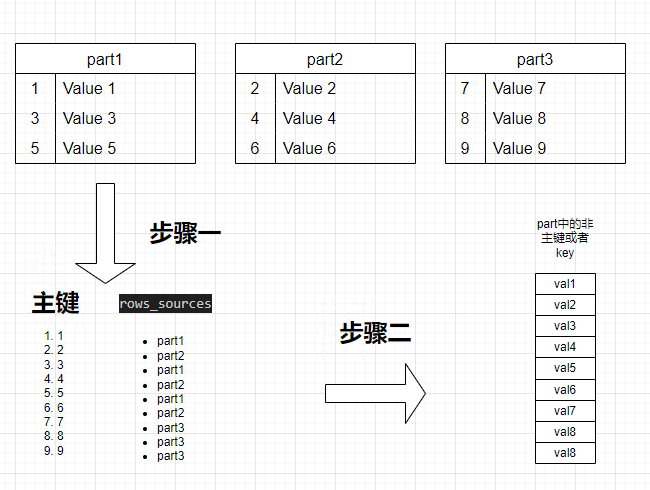 part1
1 Value 1
3 Value 3
5 Value 5
part2
2 Value 2
4 Value 4
6 Value 6
part3
7 Value 7
8 Value 8
9 Value 9
步骤一
主键
1. 1
2. 2
3. 3
4. 4
5. 5
6. 6
7. 7
8. 8
9. 9
rows_sources
• part1
• part2
• part1
• part2
• part1
• part2
• part3
• part3
• part3
步骤二
part中的非
主键或者
key
val1
val2
val3
val4
val5
val6
val7
val8
val8